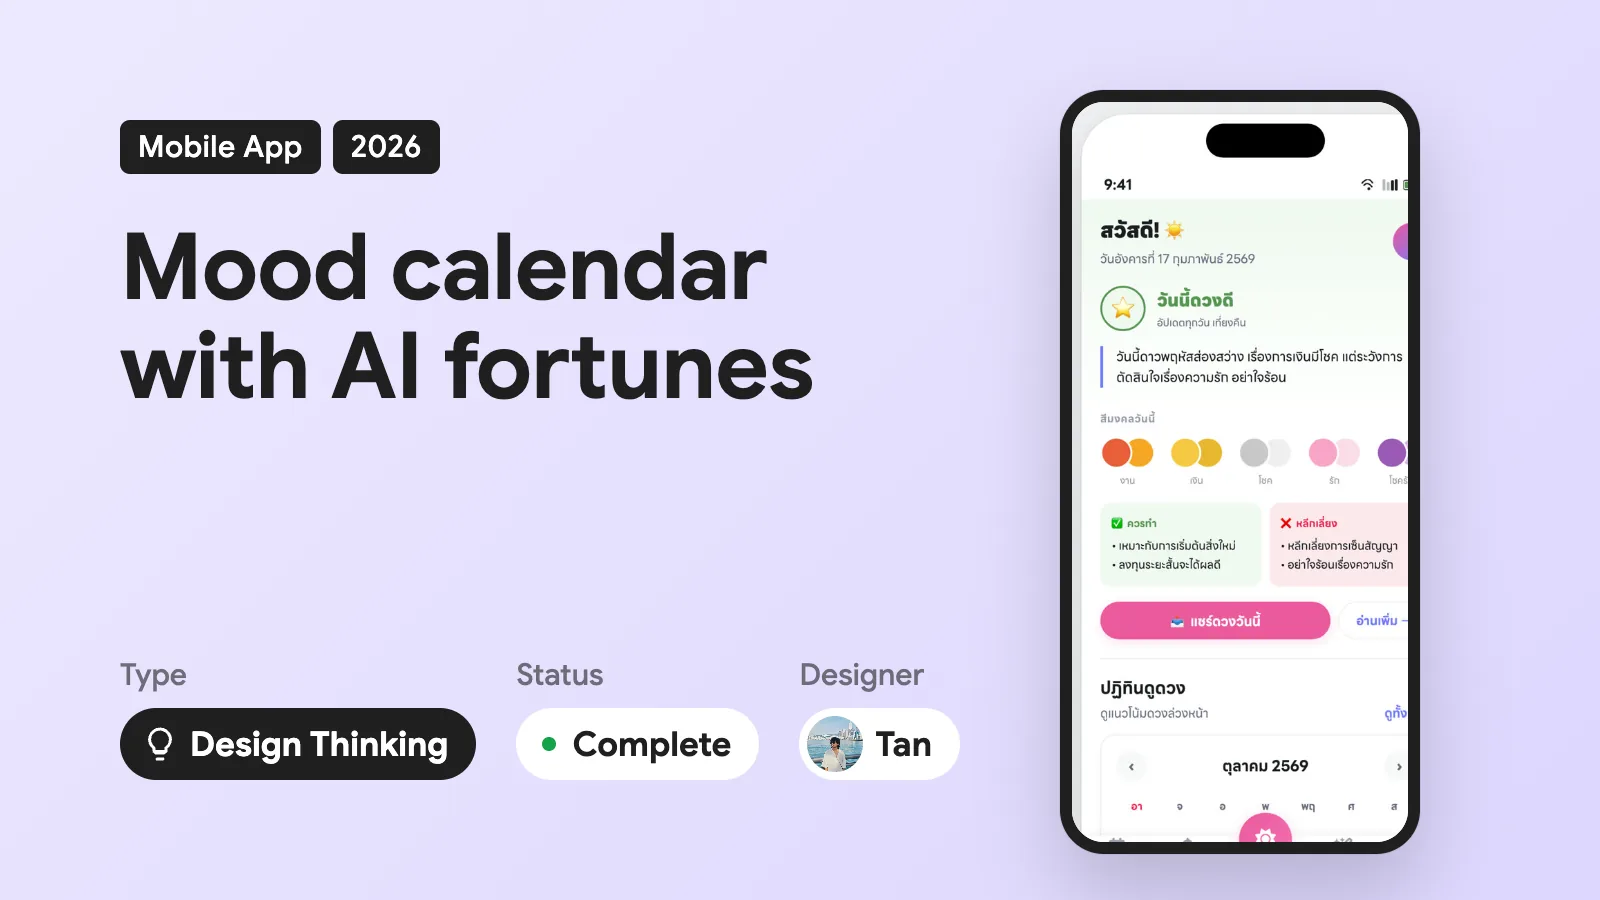 Mobile App
2026
Mood calendar
with AI fortunes
Type
Design Thinking
Status
Complete
Designer
Tan
9:41
สวัสดี!
วันอังคารที่ 17 กุมภาพันธ์ 2569
วันนี้ดวงดี
อัปเดตทุกวัน เที่ยงคืน
วันนี้ดาวพฤหัสส่องสว่าง เรื่องการเงินมีโชค แต่ระวังการ
ตัดสินใจเรื่องความรัก อย่าใจร้อน
สีมงคลวันนี้
งาน
เงิน
โชค
รัก
ควรทำ
• เหมาะกับการเริ่มต้นสิ่งใหม่
• ลงทุนระยะสั้นจะได้ผลดี
หลีกเลี่ยง
• หลีกเลี่ยงการเซ็นสัญญา
• อย่าใจร้อนเรื่องความรัก
แชร์ดวงวันนี้
อ่านเพิ่ม
ปฏิทินดูดวง
ดูแนวโน้มดวงล่วงหน้า
ดูทั้ง
‹
ตุลาคม 2569
›
อา จ อ พ พฤ ศ ส